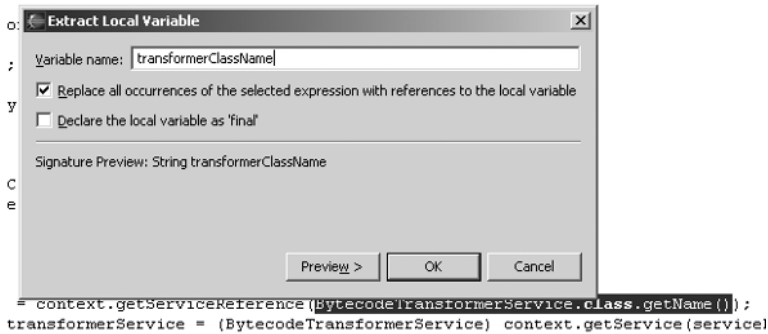 Extract Local Variable
Variable name: transformerClassName
Replace all occurrences of the selected expression with references to the local variable
Declare the local variable as 'final'
Signature Preview: String transformerClassName
Preview > OK Cancel
= context.getServiceReference(BytecodeTransformerService.class.getName());
transformerService = (BytecodeTransformerService) context.getService(service